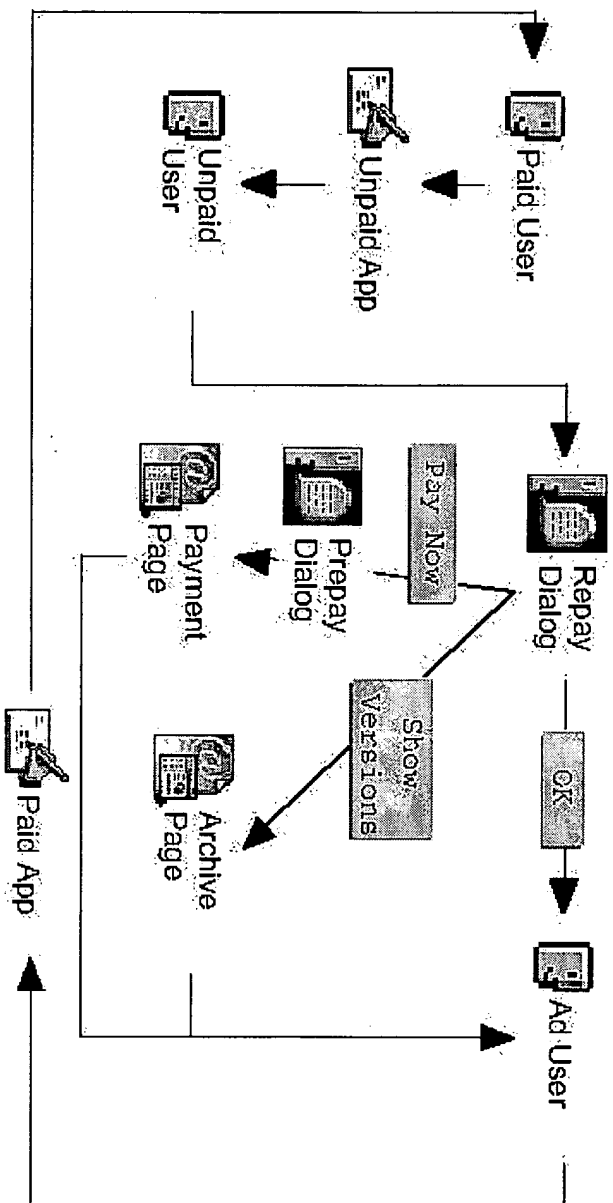 Paid User
Unpaid App
Unpaid
User
Repay
Dialog
Pay Now
Prepay
Dialog
Payment
Page
Show
Versions
Archive
Page
OK
Ad User
Paid App